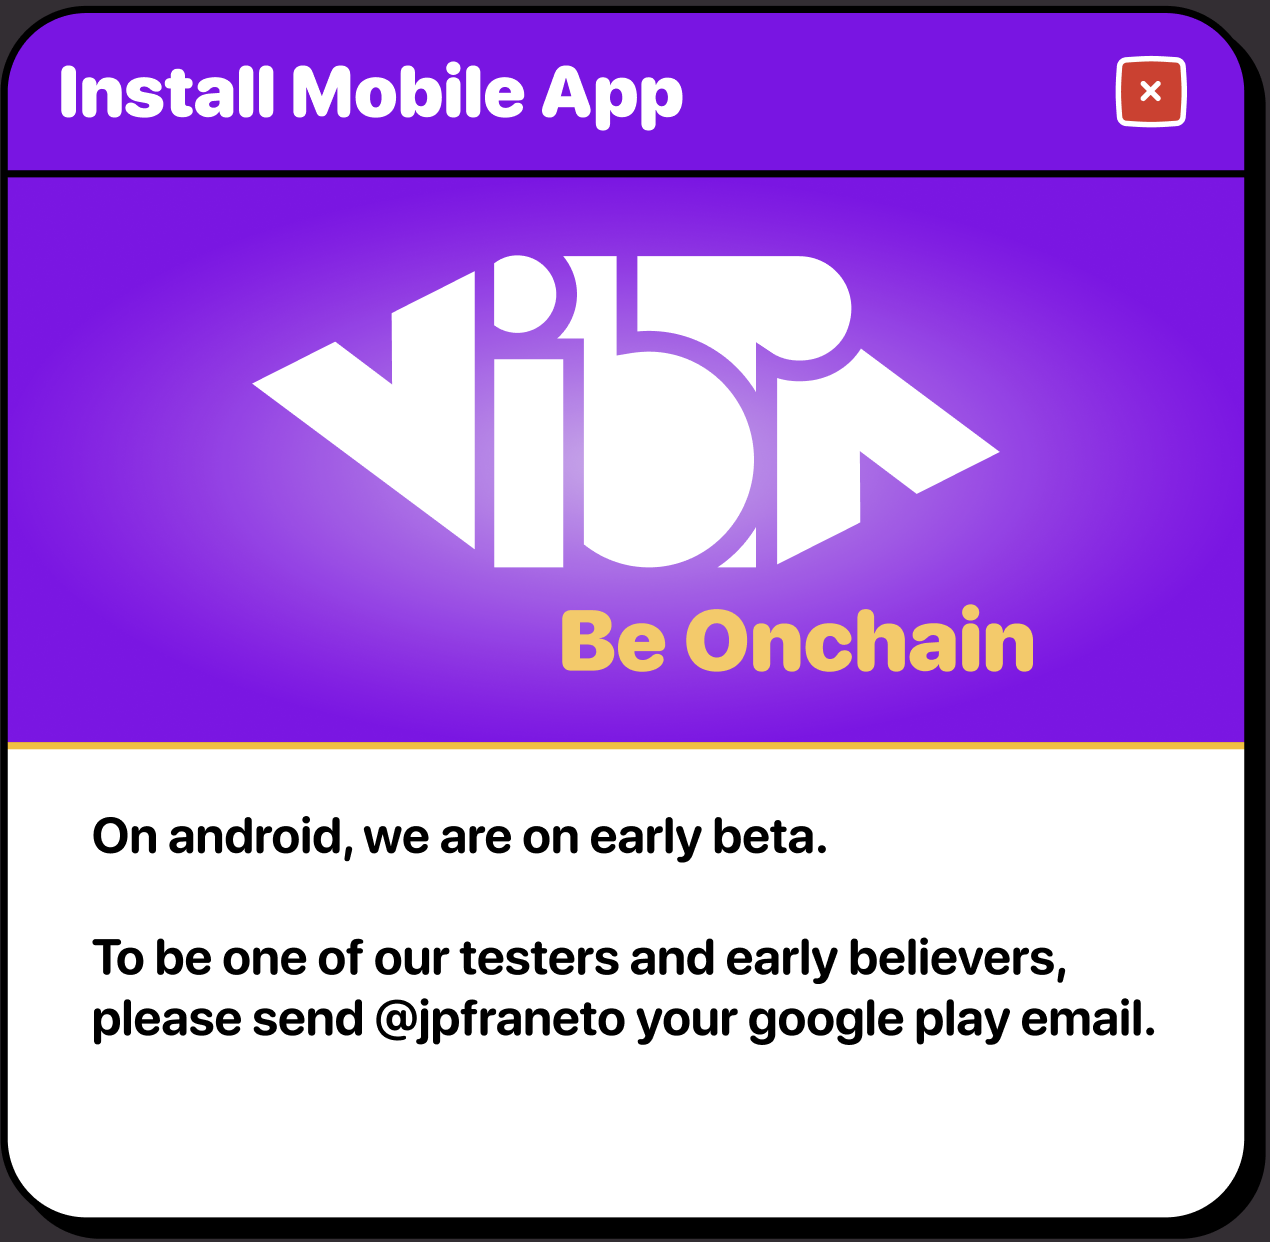 Install Mobile App
Vibra
Be Onchain
On android, we are on early beta.
To be one of our testers and early believers,
please send @jpfraneto your google play email.